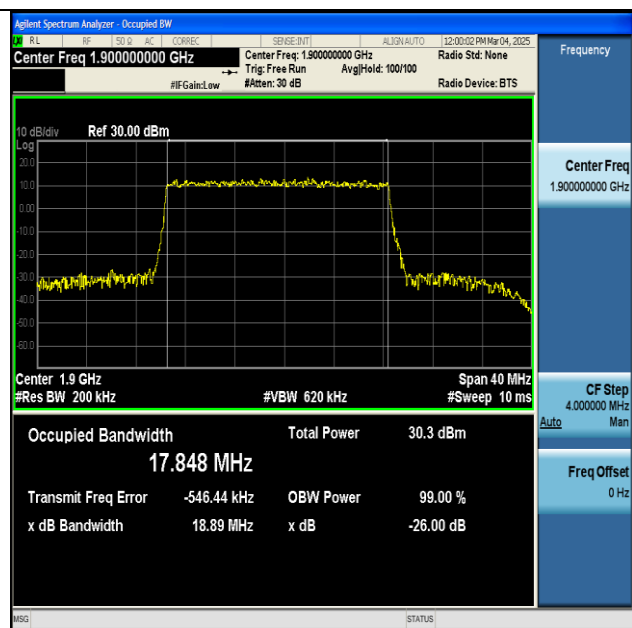 Agilent Spectrum Analyzer - Occupied BW
LXI RL RF 50 Ω AC CORREC SENSE:INT ALIGN AUTO 12:00:02 PM Mar 04, 2025
Center Freq 1.900000000 GHz
Center Freq: 1.900000000 GHz
Radio Std: None
Trig: Free Run Avg|Hold: 100/100
#IFGain:Low #Atten: 30 dB Radio Device: BTS
10 dB/div Ref 30.00 dBm
Log
20.0
10.0
0.00
-10.0
-20.0
-30.0
-40.0
-50.0
-60.0
Center 1.9 GHz Span 40 MHz
#Res BW 200 kHz #VBW 620 kHz #Sweep 10 ms
Occupied Bandwidth Total Power 30.3 dBm
17.848 MHz
Transmit Freq Error -546.44 kHz OBW Power 99.00 %
x dB Bandwidth 18.89 MHz x dB -26.00 dB
MSG STATUS
Frequency
Center Freq
1.900000000 GHz
CF Step
4.000000 MHz
Auto Man
Freq Offset
0 Hz